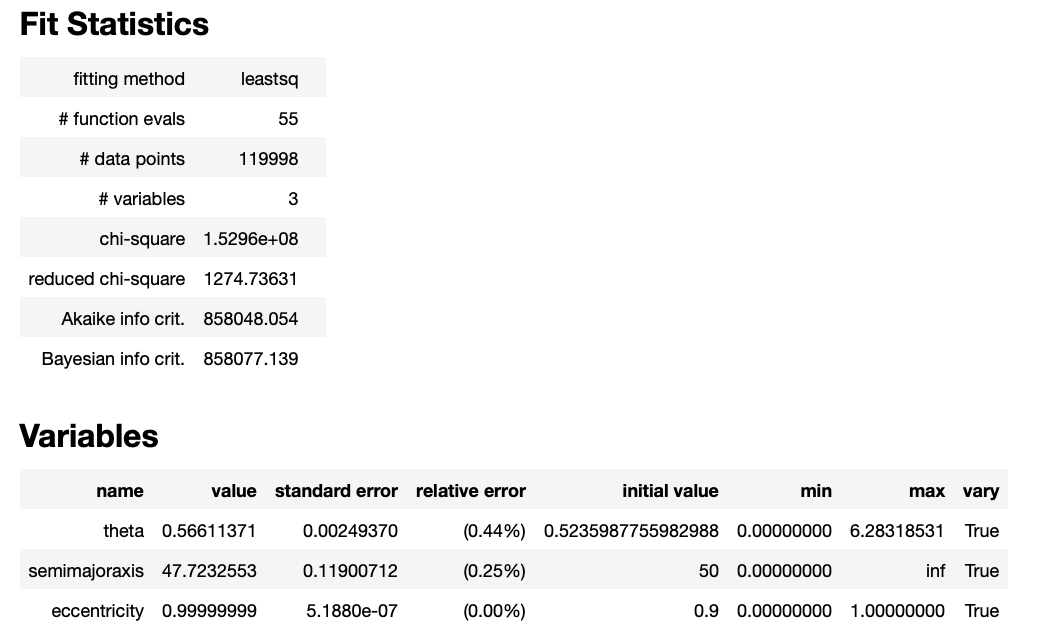 Fit Statistics
fitting method leastsq
# function evals 55
# data points 119998
# variables 3
chi-square 1.5296e+08
reduced chi-square 1274.73631
Akaike info crit. 858048.054
Bayesian info crit. 858077.139
Variables
name value standard error relative error initial value min max vary
theta 0.56611371 0.00249370 (0.44%) 0.5235987755982988 0.00000000 6.28318531 True
semimajoraxis 47.7232553 0.11900712 (0.25%) 50 0.00000000 inf True
eccentricity 0.99999999 5.1880e-07 (0.00%) 0.9 0.00000000 1.00000000 True